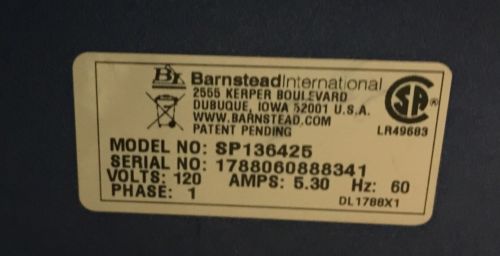 BI BarnsteadInternational
2555 KERPER BOULEVARD
DUBUQUE, IOWA 52001 U.S.A.
WWW.BARNSTEAD.COM
PATENT PENDING
SA
LR49683
MODEL NO: SP136425
SERIAL NO: 1788060888341
VOLTS: 120 AMPS: 5.30 Hz: 60
PHASE: 1
DL1788X1